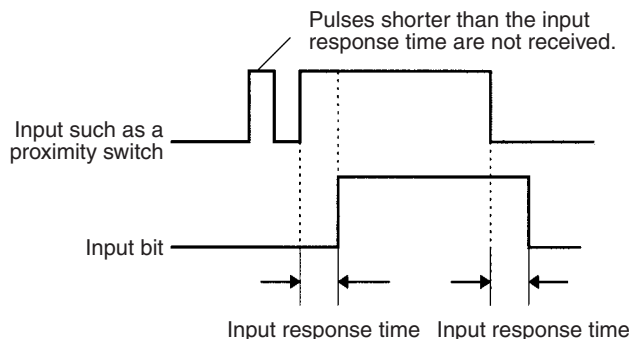 Pulses shorter than the input
response time are not received.
Input such as a
proximity switch
Input bit
Input response time
Input response time